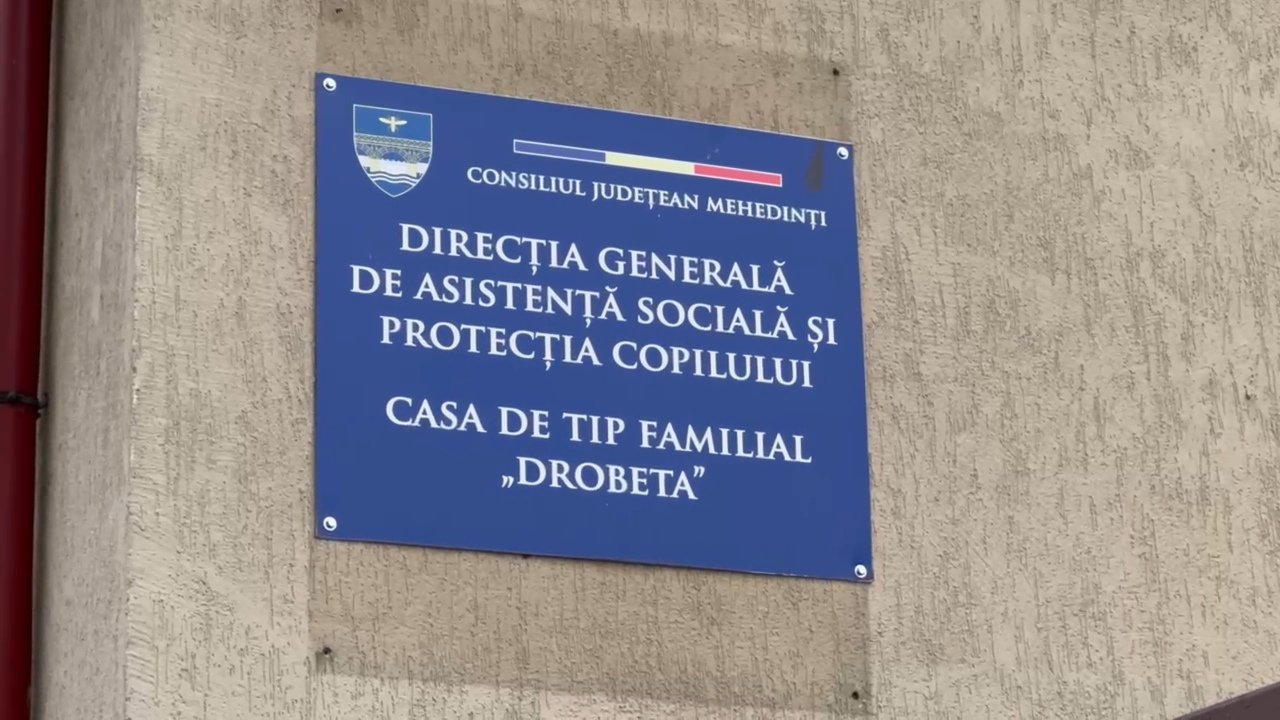 CONSILIUL JUDEȚEAN MEHEDINȚI
DIRECȚIA GENERALĂ
DE ASISTENȚĂ SOCIALĂ ȘI
PROTECȚIA COPILULUI
CASA DE TIP FAMILIAL
„DROBETA”